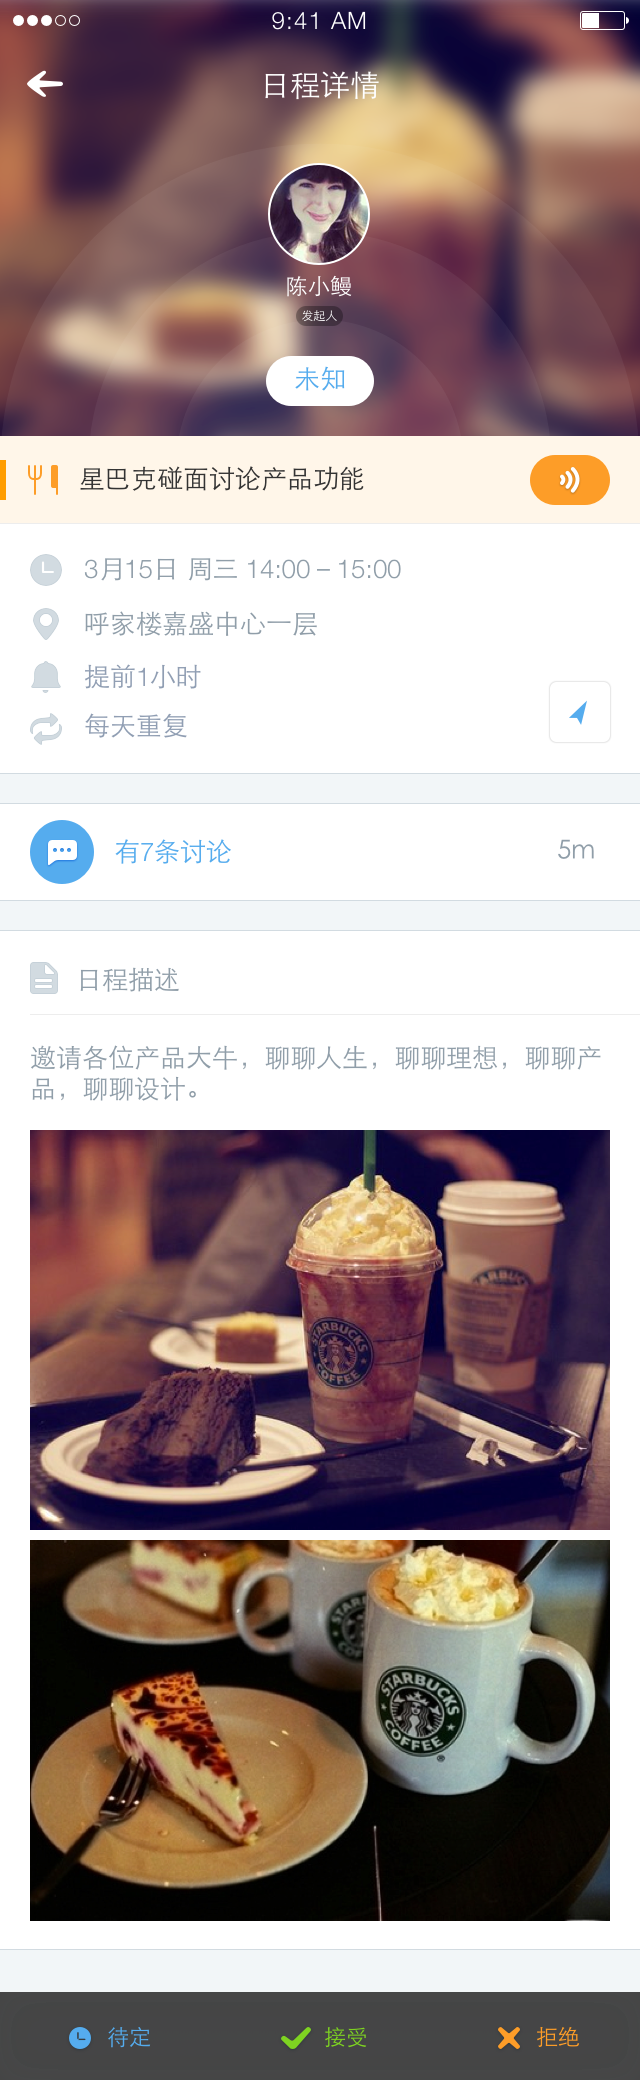 9:41 AM
日程详情
陈小鳗
发起人
未知
星巴克碰面讨论产品功能
3月15日 周三 14:00 – 15:00
呼家楼嘉盛中心一层
提前1小时
每天重复
有7条讨论
5m
日程描述
邀请各位产品大牛，聊聊人生，聊聊理想，聊聊产
品，聊聊设计。
STARBUCKS
COFFEE
STARBUCKS
COFFEE
待定
接受
拒绝